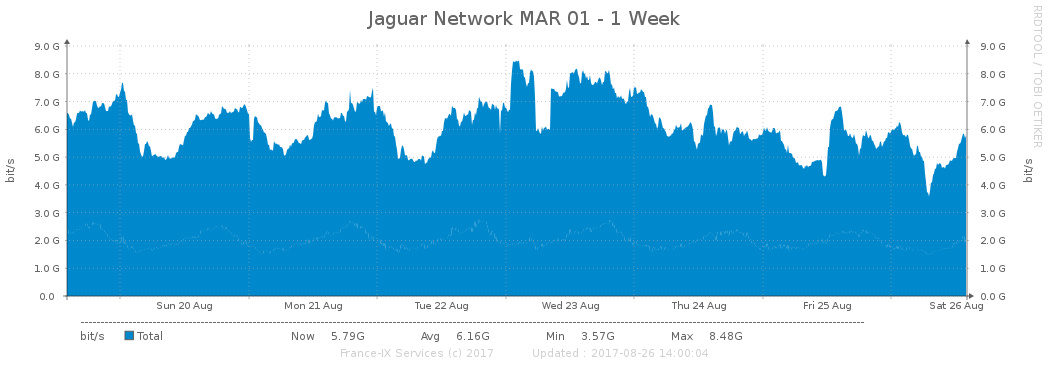 Jaguar Network MAR 01 - 1 Week
RRDTOOL / TOBI OETIKER
9.0 G 9.0 G
8.0 G 8.0 G
7.0 G 7.0 G
6.0 G 6.0 G
5.0 G 5.0 G
4.0 G 4.0 G
3.0 G 3.0 G
2.0 G 2.0 G
1.0 G 1.0 G
0.0 0.0 G
bit/s
bit/s
Sun 20 Aug Mon 21 Aug Tue 22 Aug Wed 23 Aug Thu 24 Aug Fri 25 Aug Sat 26 Aug
bit/s Total Now 5.79G Avg 6.16G Min 3.57G Max 8.48G
France-IX Services (c) 2017 Updated : 2017-08-26 14:00:04